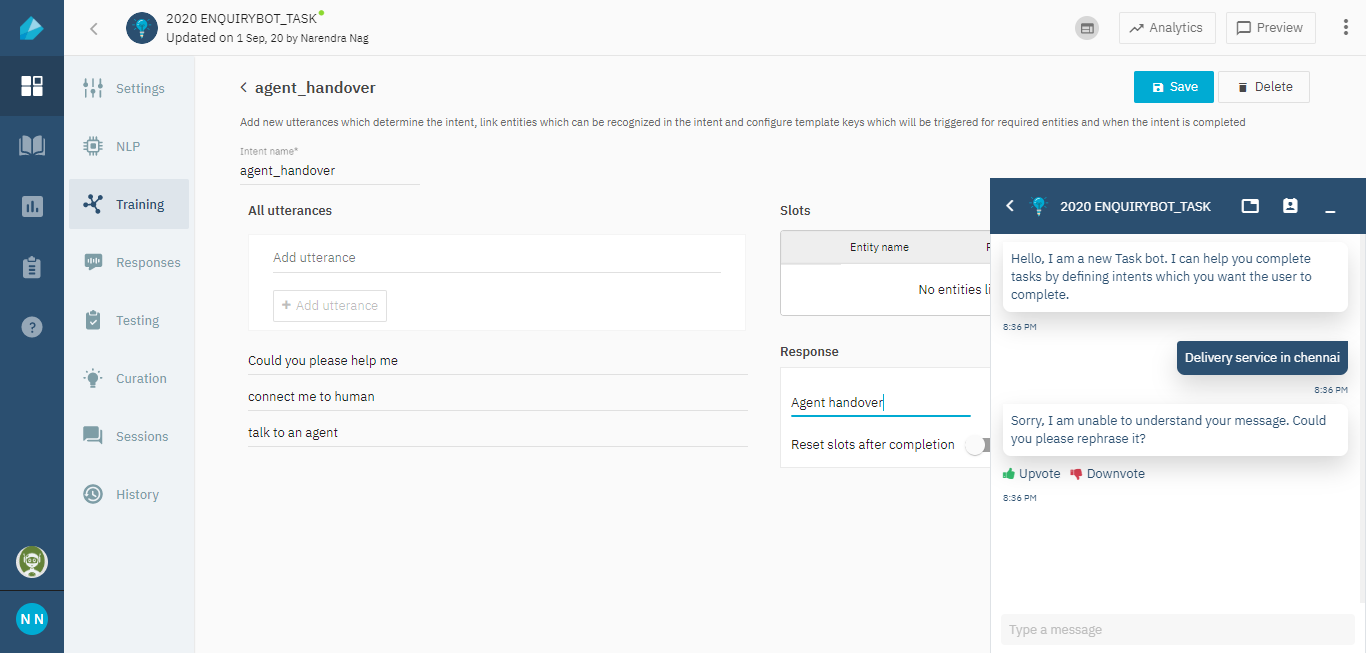 2020 ENQUIRYBOT_TASK
Updated on 1 Sep, 20 by Narendra Nag
Analytics
Preview
Settings
NLP
Training
Responses
Testing
Curation
Sessions
History
N N
agent_handover
Save
Delete
Add new utterances which determine the intent, link entities which can be recognized in the intent and configure template keys which will be triggered for required entities and when the intent is completed
Intent name*
agent_handover
All utterances
Add utterance
+ Add utterance
Could you please help me
connect me to human
talk to an agent
Slots
Entity name
No entities li
Response
Agent handover
Reset slots after completion
2020 ENQUIRYBOT_TASK
Hello, I am a new Task bot. I can help you complete
tasks by defining intents which you want the user to
complete.
8:36 PM
Delivery service in chennai
8:36 PM
Sorry, I am unable to understand your message. Could
you please rephrase it?
Upvote Downvote
8:36 PM
Type a message